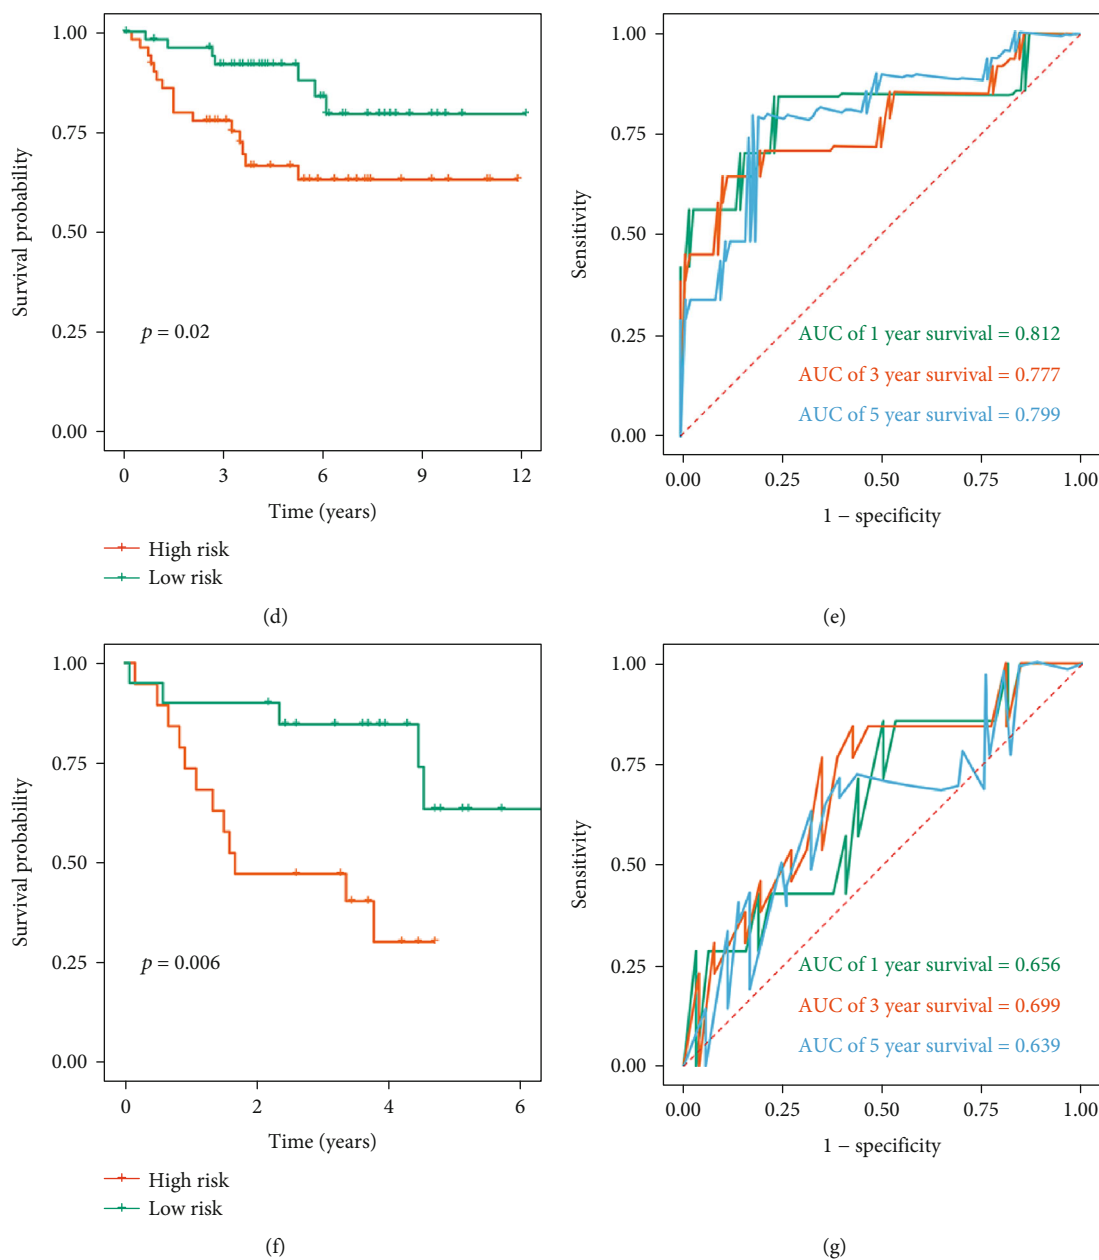 1.00
0.75
0.50
0.25
0.00
Survival probability
p = 0.02
0 3 6 9 12
Time (years)
High risk
Low risk
(d)
1.00
0.75
0.50
0.25
0.00
Sensitivity
AUC of 1 year survival = 0.812
AUC of 3 year survival = 0.777
AUC of 5 year survival = 0.799
0.00 0.25 0.50 0.75 1.00
1 − specificity
(e)
1.00
0.75
0.50
0.25
0.00
Survival probability
p = 0.006
0 2 4 6
Time (years)
High risk
Low risk
(f)
1.00
0.75
0.50
0.25
0.00
Sensitivity
AUC of 1 year survival = 0.656
AUC of 3 year survival = 0.699
AUC of 5 year survival = 0.639
0.00 0.25 0.50 0.75 1.00
1 − specificity
(g)